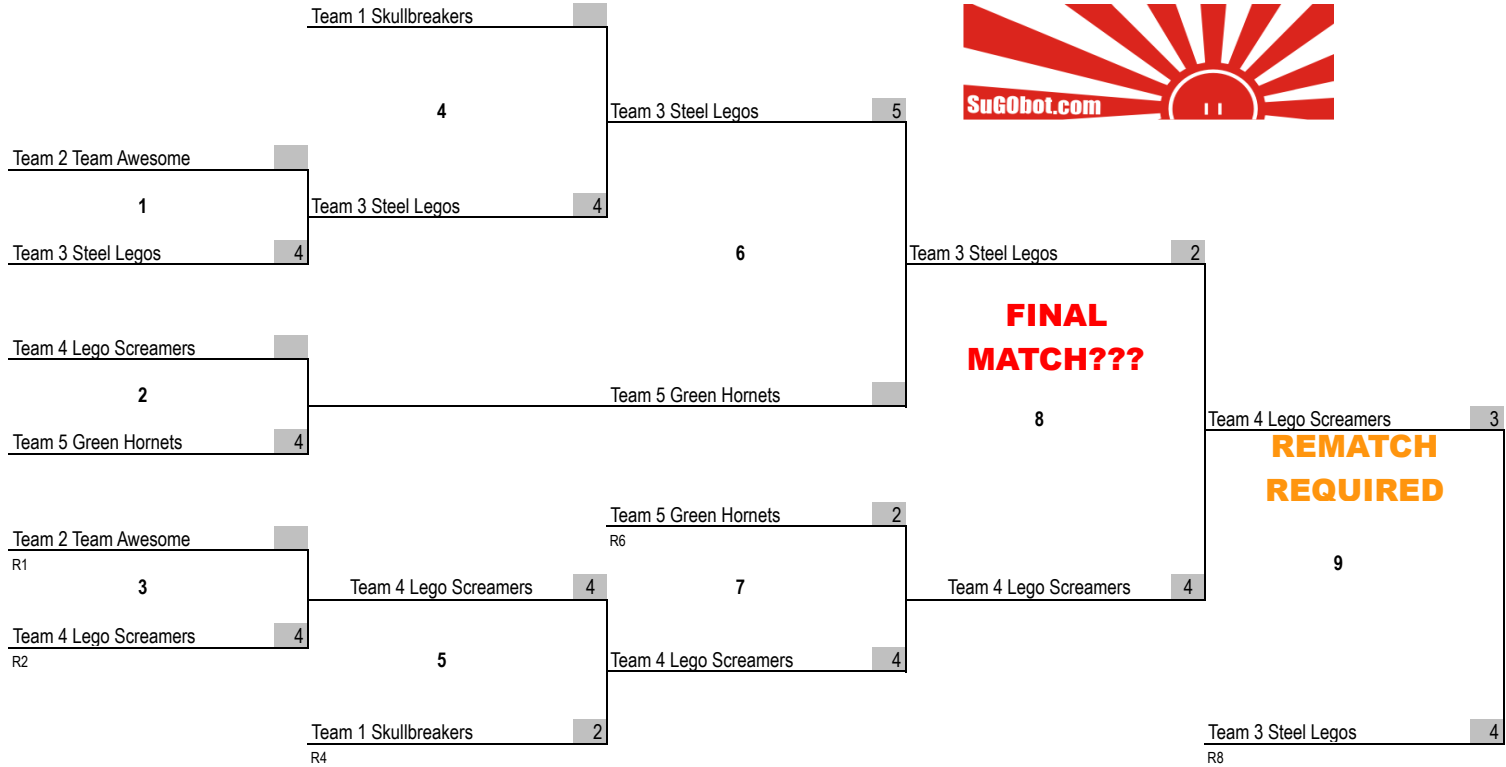 Team 1 Skullbreakers
SuGObot.com
4
Team 3 Steel Legos 5
Team 2 Team Awesome
1
Team 3 Steel Legos 4
Team 3 Steel Legos 4
6
Team 3 Steel Legos 2
FINAL
MATCH???
Team 4 Lego Screamers
2
Team 5 Green Hornets
8
Team 4 Lego Screamers 3
Team 5 Green Hornets 4
REMATCH
REQUIRED
Team 5 Green Hornets 2
R6
Team 2 Team Awesome
R1
3
Team 4 Lego Screamers 4
7
Team 4 Lego Screamers 4
9
Team 4 Lego Screamers 4
R2
5
Team 4 Lego Screamers 4
Team 1 Skullbreakers 2
R4
Team 3 Steel Legos 4
R8